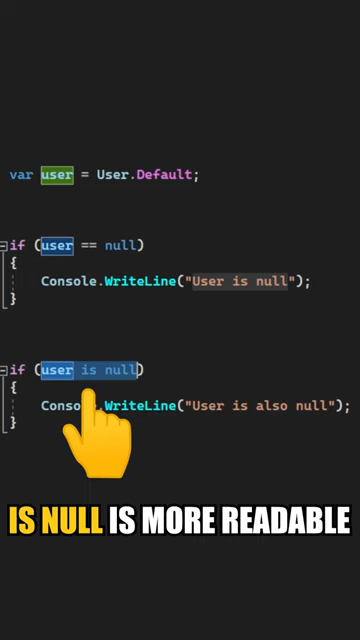 var user = User.Default;
if (user == null)
{
Console.WriteLine("User is null");
}
if (user is null)
{
Console.WriteLine("User is also null");
}
IS NULL IS MORE READABLE